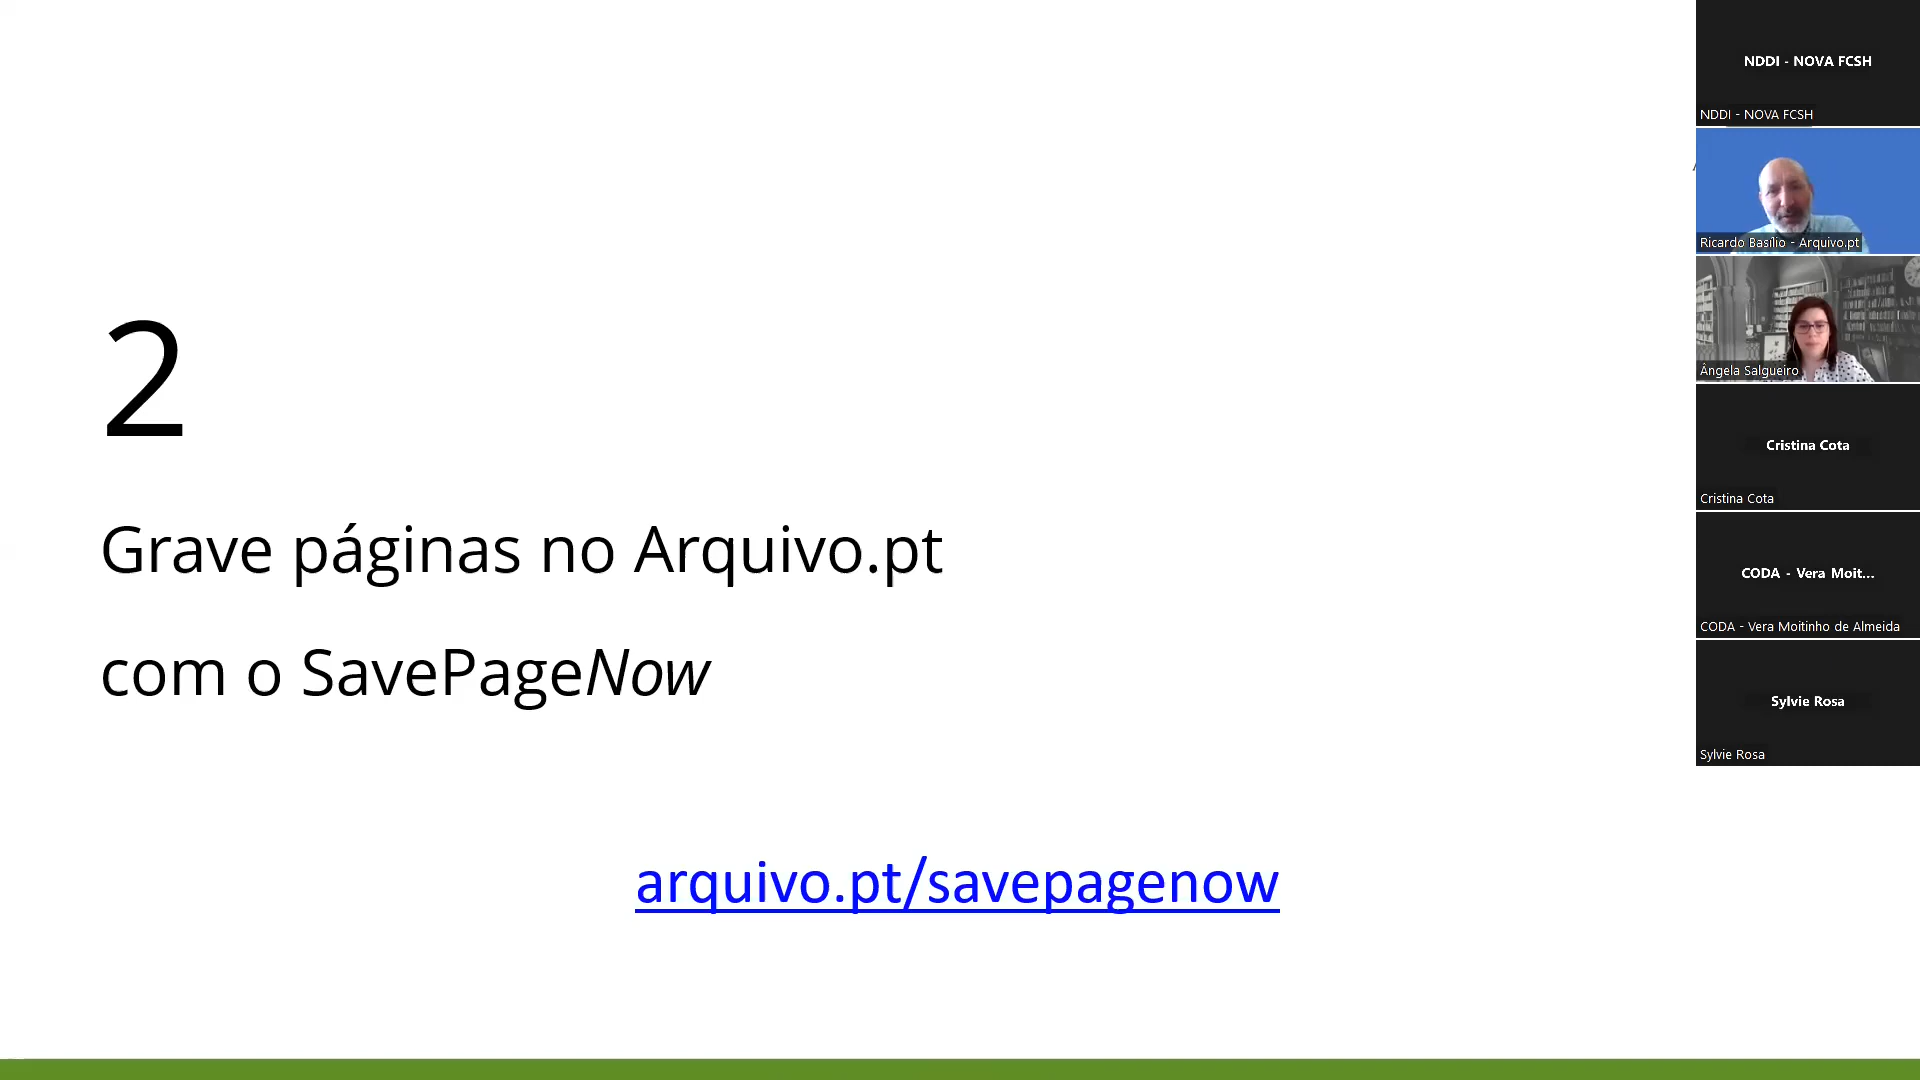 2
Grave páginas no Arquivo.pt
com o SavePageNow
arquivo.pt/savepagenow
NDDI - NOVA FCSH
NDDI - NOVA FCSH
Ricardo Basílio - Arquivo.pt
Ângela Salgueiro
Cristina Cota
Cristina Cota
CODA - Vera Moit...
CODA - Vera Moitinho de Almeida
Sylvie Rosa
Sylvie Rosa